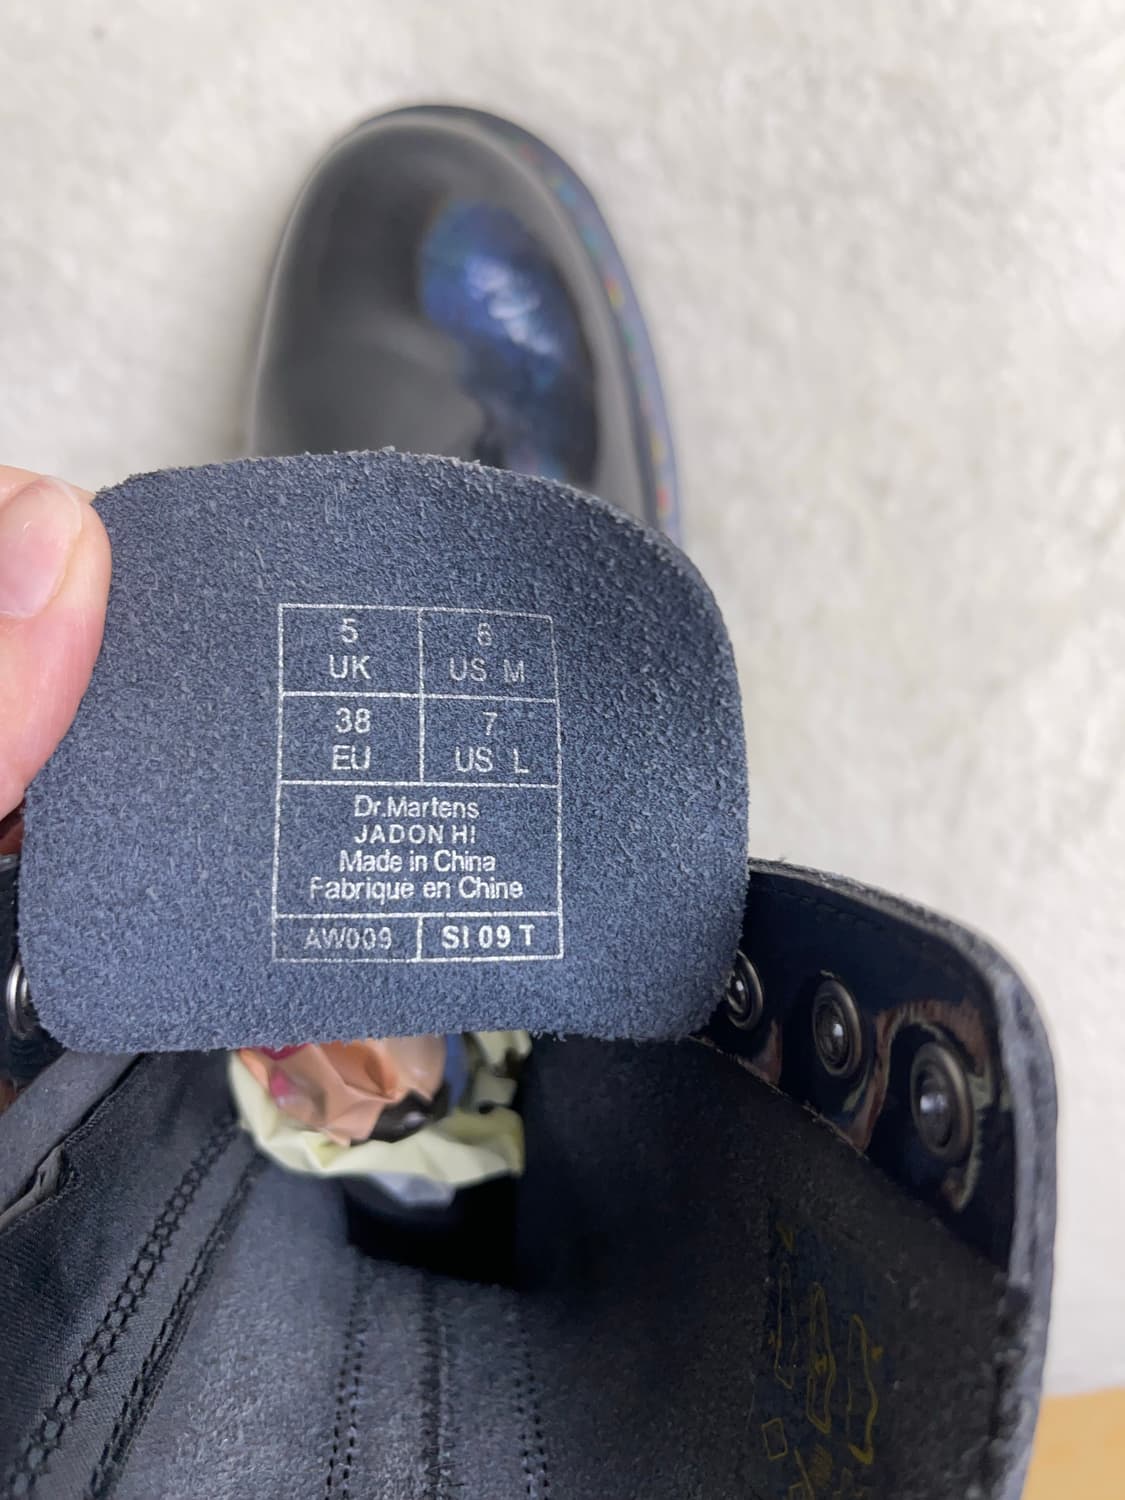 5
UK
6
US M
38
EU
7
US L
Dr.Martens
JADON HI
Made in China
Fabrique en Chine
AW009
SI 09 T